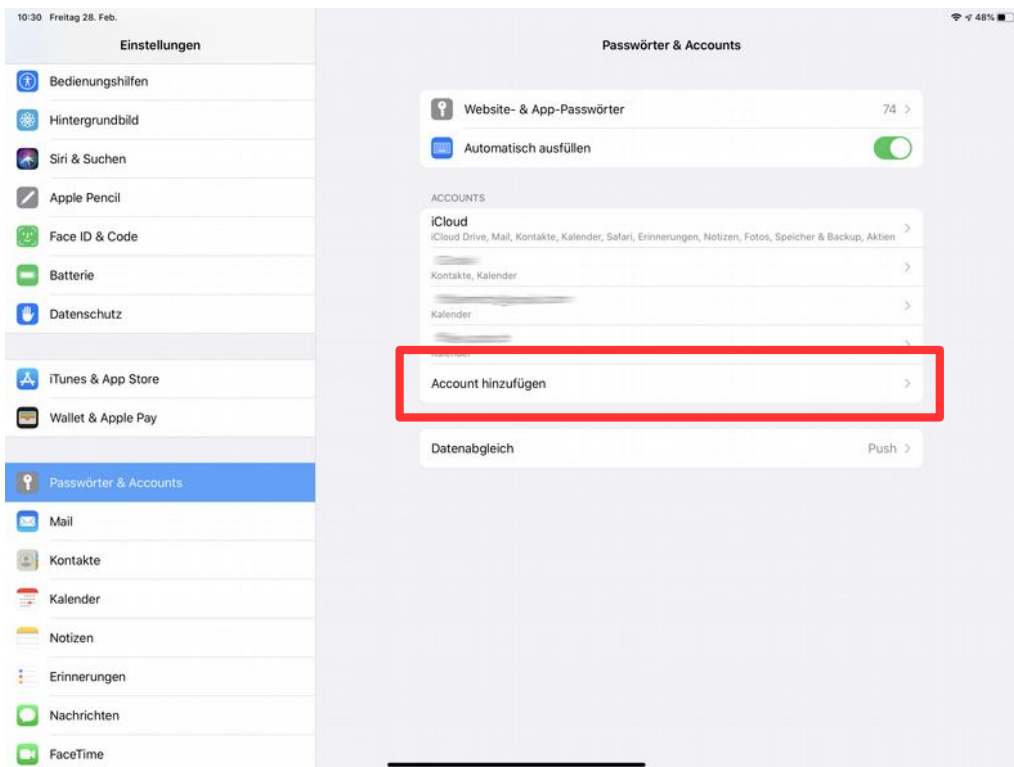 10:30 Freitag 28. Feb.
48%
Einstellungen
Bedienungshilfen
Hintergrundbild
Siri & Suchen
Apple Pencil
Face ID & Code
Batterie
Datenschutz
iTunes & App Store
Wallet & Apple Pay
Passwörter & Accounts
Mail
Kontakte
Kalender
Notizen
Erinnerungen
Nachrichten
FaceTime
Passwörter & Accounts
Website- & App-Passwörter 74
Automatisch ausfüllen
ACCOUNTS
iCloud
iCloud Drive, Mail, Kontakte, Kalender, Safari, Erinnerungen, Notizen, Fotos, Speicher & Backup, Aktien
Kontakte, Kalender
Kalender
Kalender
Account hinzufügen
Datenabgleich Push